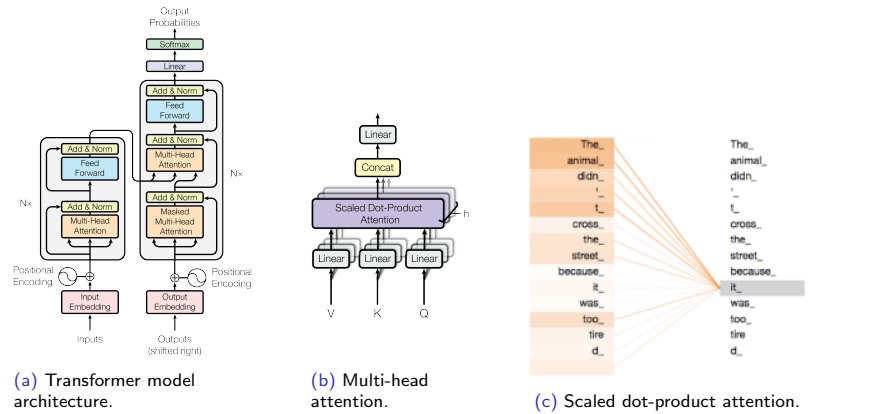 Output
Probabilities
Softmax
Linear
Add & Norm
Feed
Forward
Add & Norm
Multi-Head
Attention
Add & Norm
Masked
Multi-Head
Attention
N×
Positional
Encoding
Output
Embedding
Outputs
(shifted right)
Add & Norm
Feed
Forward
Add & Norm
Multi-Head
Attention
N×
Positional
Encoding
Input
Embedding
Inputs
(a) Transformer model
architecture.
Linear
Concat
Scaled Dot-Product
Attention
h
Linear Linear Linear
V K Q
(b) Multi-head
attention.
The_ The_
animal_ animal_
didn_ didn_
'_ '_
t_ t_
cross_ cross_
the_ the_
street_ street_
because_ because_
it_ it_
was_ was_
too_ too_
tire tire
d_ d_
(c) Scaled dot-product attention.